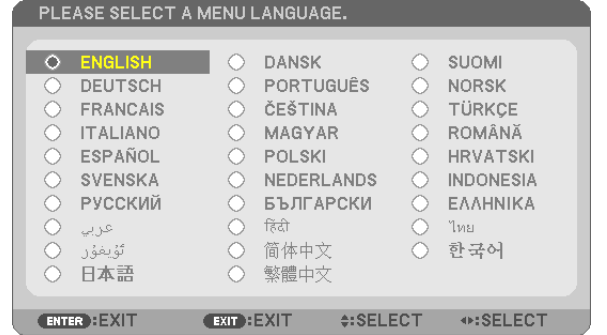 PLEASE SELECT A MENU LANGUAGE.
ENGLISH DANSK SUOMI
DEUTSCH PORTUGUÊS NORSK
FRANCAIS ČEŠTINA TÜRKÇE
ITALIANO MAGYAR ROMÂNĂ
ESPAÑOL POLSKI HRVATSKI
SVENSKA NEDERLANDS INDONESIA
РУССКИЙ БЪЛГАРСКИ ΕΛΛΗΝΙΚΑ
عربي हिंदी ไทย
ئۇيغۇر 简体中文 한국어
日本語 繁體中文
ENTER :EXIT EXIT :EXIT :SELECT :SELECT